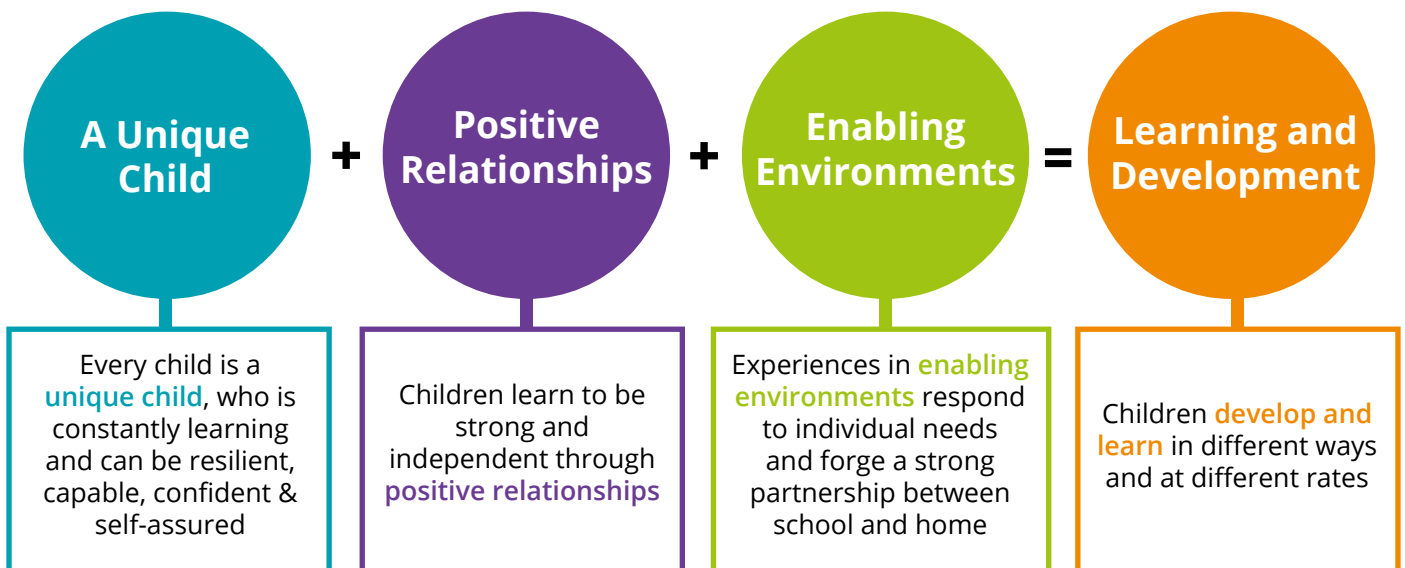 A Unique
Child
+
Positive
Relationships
+
Enabling
Environments
=
Learning and
Development
Every child is a
unique child, who is
constantly learning
and can be resilient,
capable, confident &
self-assured
Children learn to be
strong and
independent through
positive relationships
Experiences in enabling
environments respond
to individual needs
and forge a strong
partnership between
school and home
Children develop and
learn in different ways
and at different rates